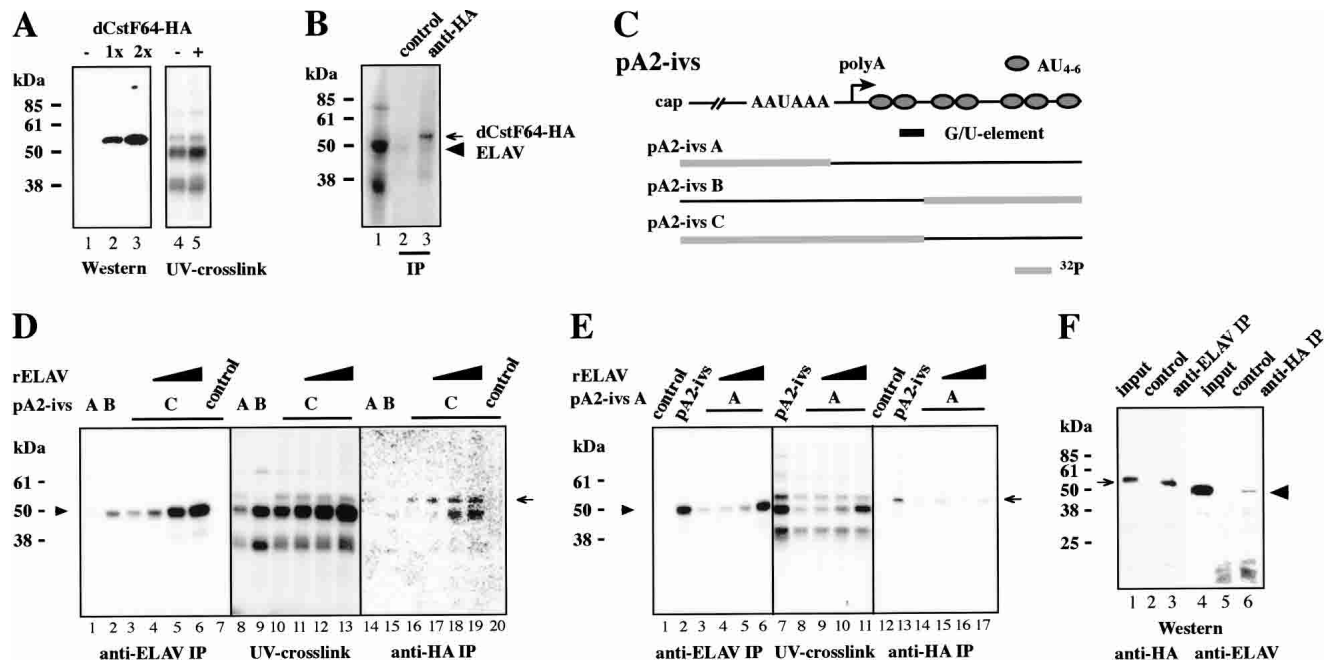 A
dCstF64-HA
- 1x 2x - +
kDa
85
61
50
38
1 2 3 4 5
Western UV-crosslink
B
control
anti-HA
kDa
85
61
50
38
dCstF64-HA
ELAV
1 2 3
IP
C
pA2-ivs
polyA
AU4-6
cap
AAUAAA
G/U-element
pA2-ivs A
pA2-ivs B
pA2-ivs C
32P
D
rELAV
control
pA2-ivs A B C A B C A B C control
kDa
61
50
38
1 2 3 4 5 6 7 8 9 10 11 12 13 14 15 16 17 18 19 20
anti-ELAV IP UV-crosslink anti-HA IP
E
rELAV
pA2-ivs A
control
pA2-ivs
A
pA2-ivs
A
control
pA2-ivs
A
kDa
61
50
38
1 2 3 4 5 6 7 8 9 10 11 12 13 14 15 16 17
anti-ELAV IP UV-crosslink anti-HA IP
F
input
control
anti-ELAV IP
input
control
anti-HA IP
kDa
85
61
50
38
25
1 2 3 4 5 6
Western
anti-HA anti-ELAV